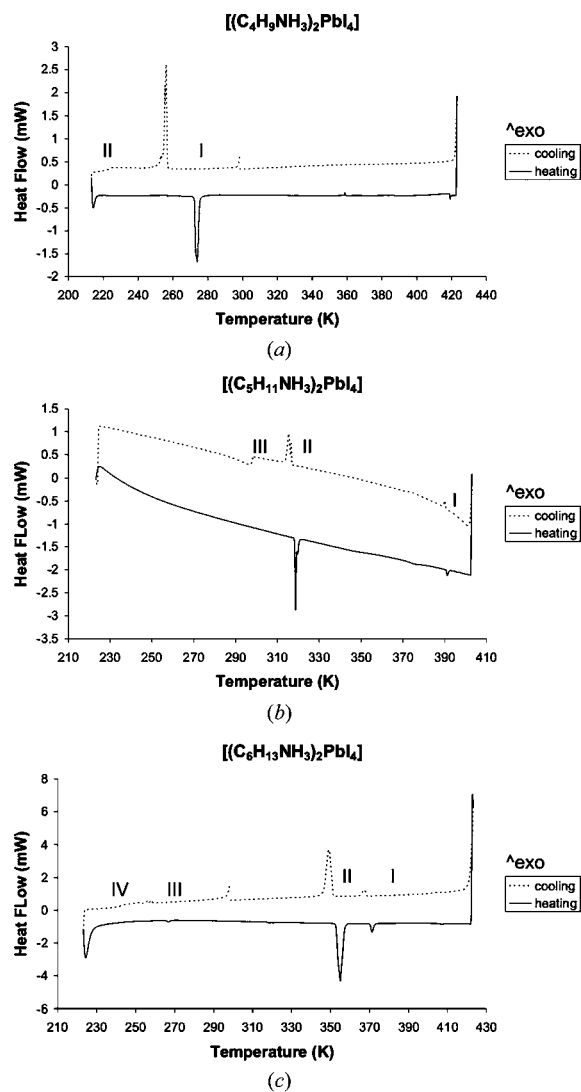 [(C4H9NH3)2PbI4]
Heat Flow (mW)
3
2.5
2
1.5
1
0.5
0
-0.5
-1
-1.5
-2
II
I
200 220 240 260 280 300 320 340 360 380 400 420 440
Temperature (K)
^exo
cooling
heating
(a)
[(C5H11NH3)2PbI4]
Heat FLow (mW)
1.5
1
0.5
0
-0.5
-1
-1.5
-2
-2.5
-3
-3.5
III
II
I
210 230 250 270 290 310 330 350 370 390 410
Temperature (K)
^exo
cooling
heating
(b)
[(C6H13NH3)2PbI4]
Heat FLow (mW)
8
6
4
2
0
-2
-4
-6
IV
III
II
I
210 230 250 270 290 310 330 350 370 390 410 430
Temperature (K)
^exo
cooling
heating
(c)